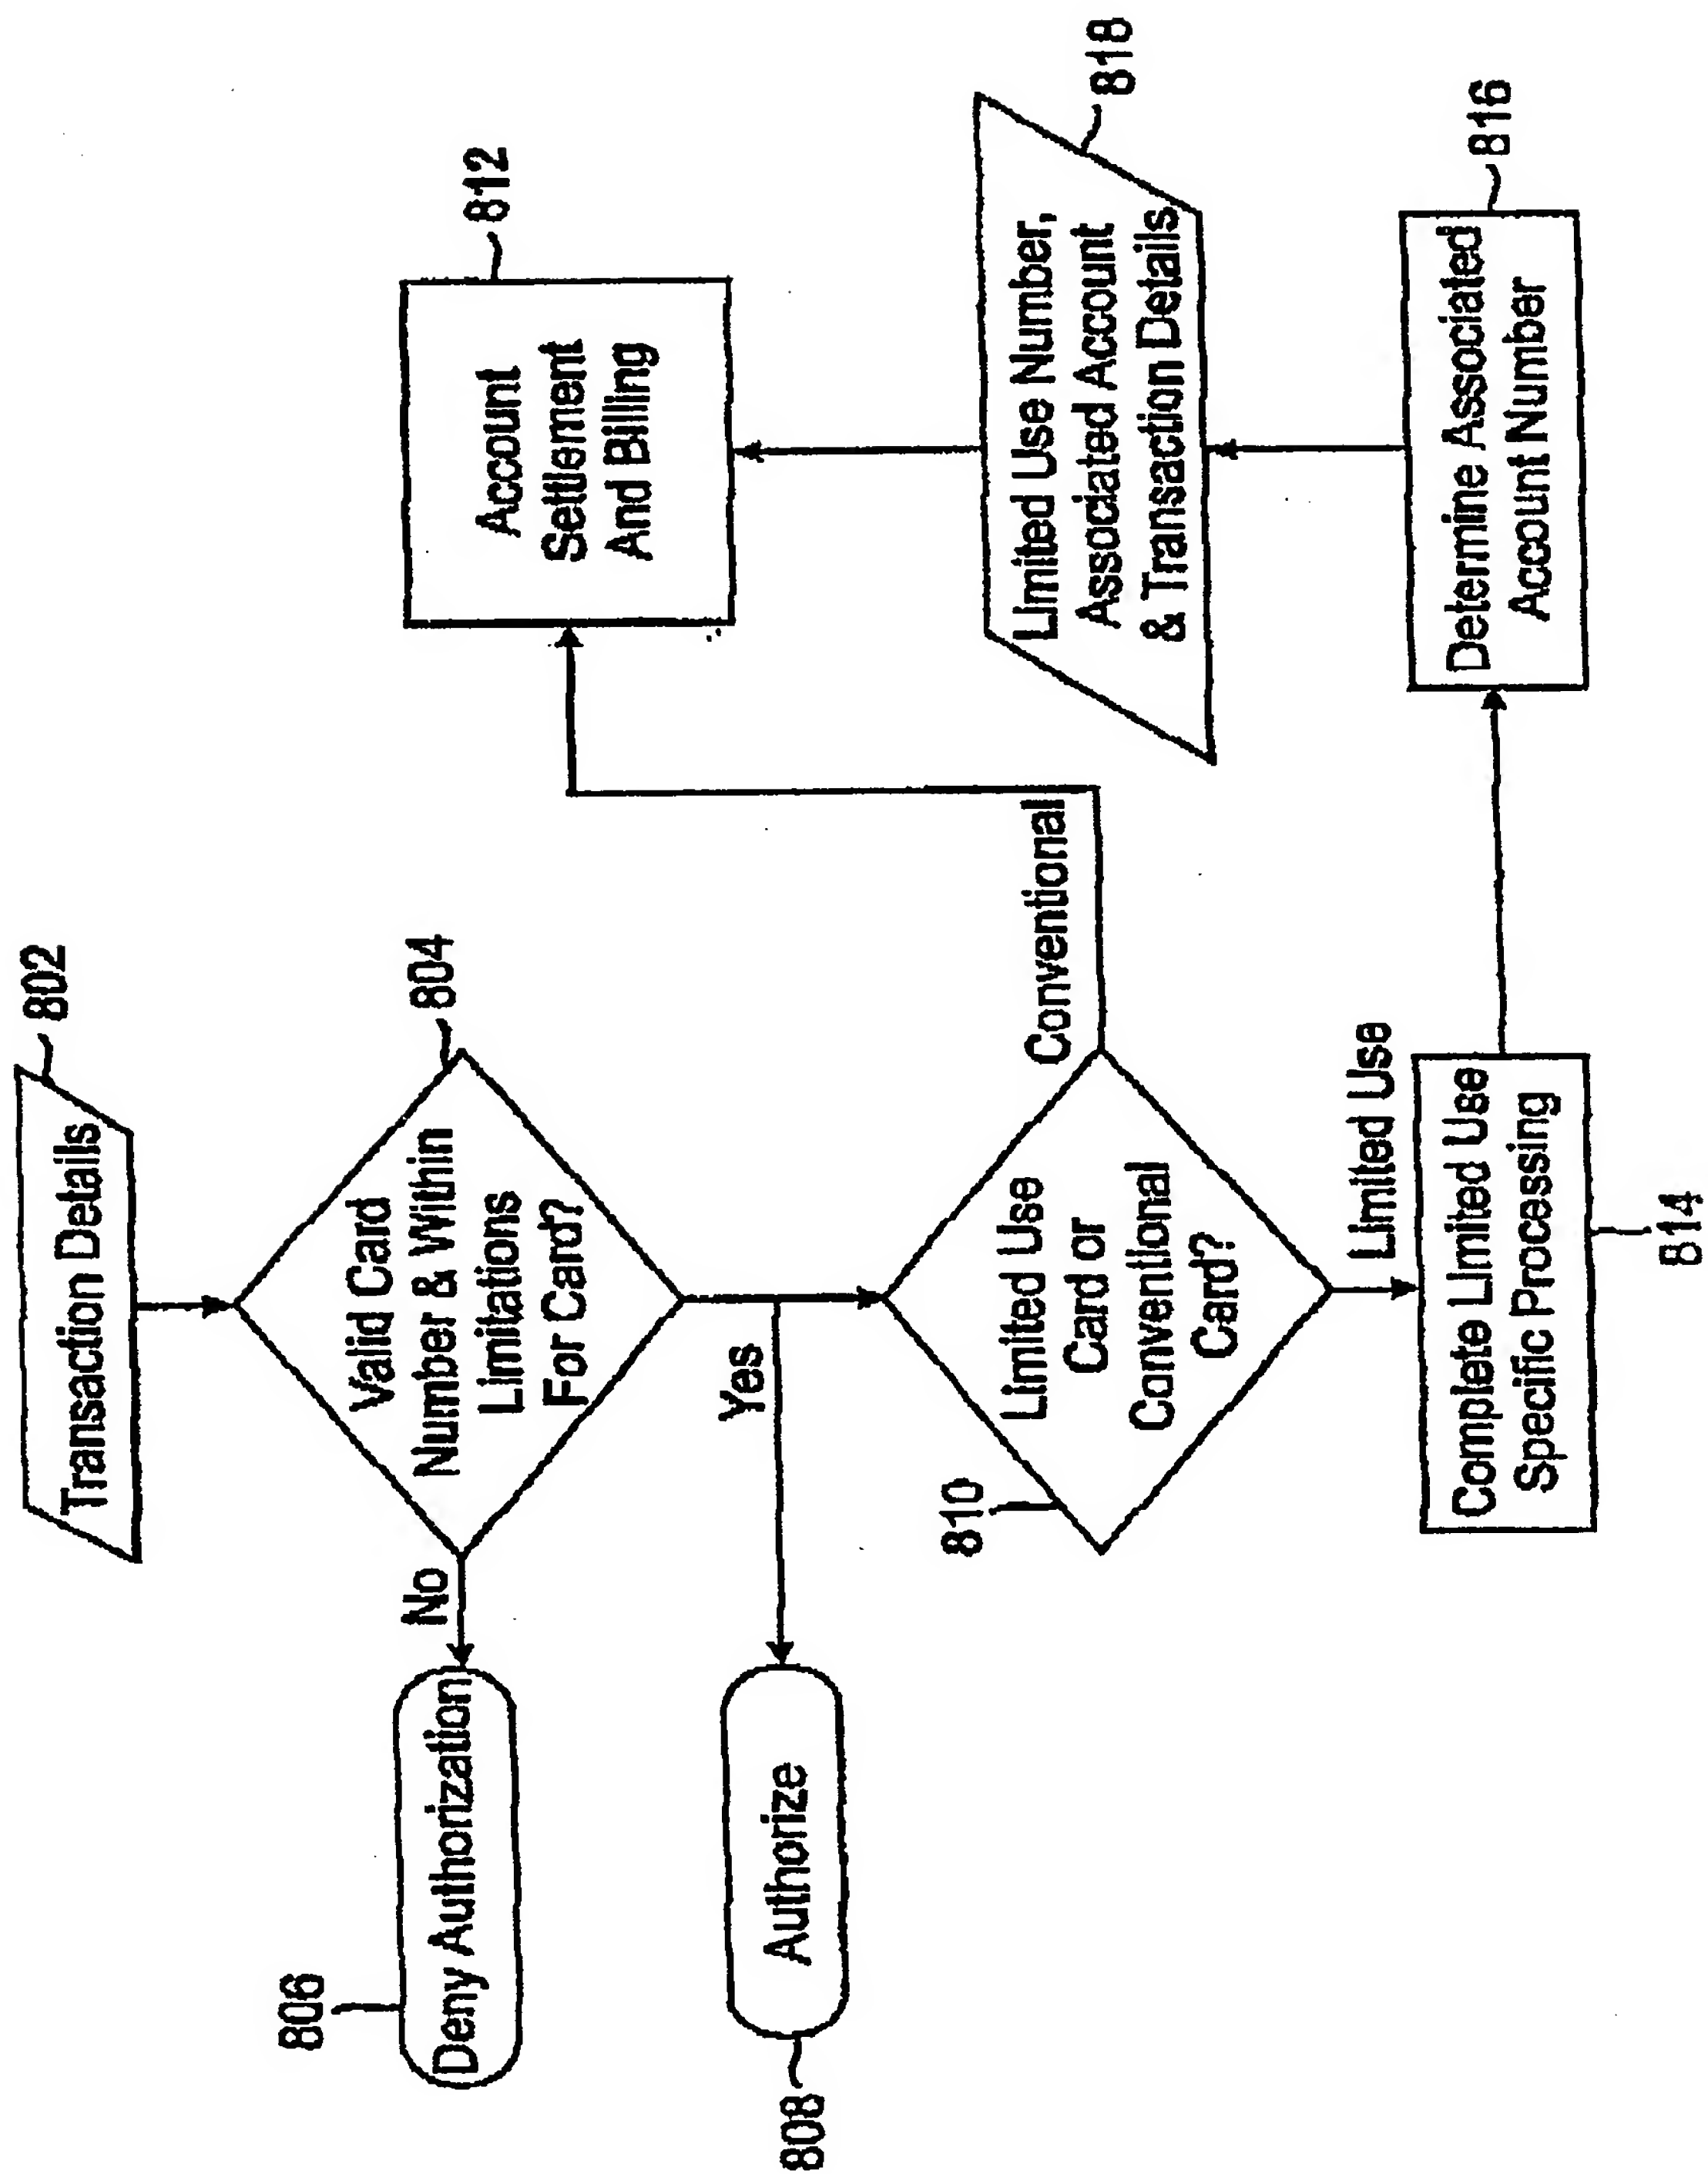 802
Transaction Details
804
Valid Card
Number & Within
Limitations
For Card?
No
806
Deny Authorization
Yes
Authorize
808
810
Limited Use
Card or
Conventional
Card?
Conventional
812
Account
Settlement
And Billing
Limited Use
Complete Limited Use
Specific Processing
814
816
Determine Associated
Account Number
818
Limited Use Number,
Associated Account
& Transaction Details